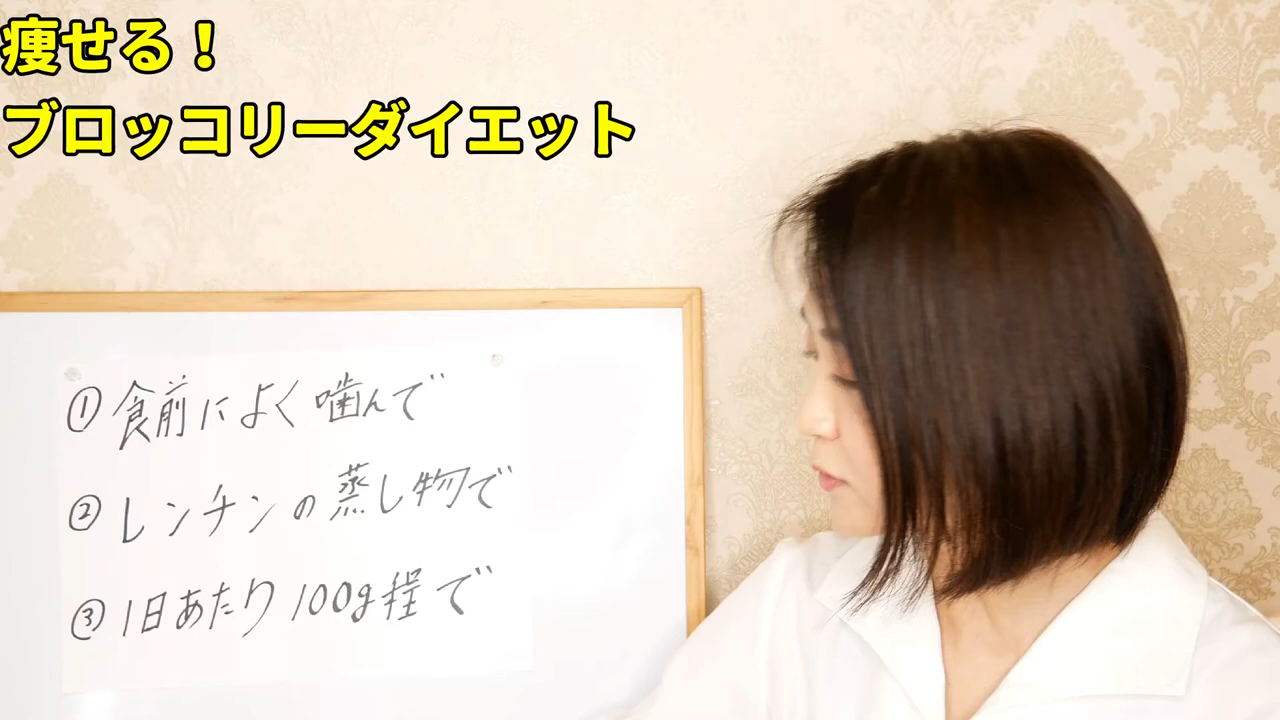 痩せる！
ブロッコリーダイエット
①食前によく噛んで
②レンチンの蒸し物で
③1日あたり100g程で